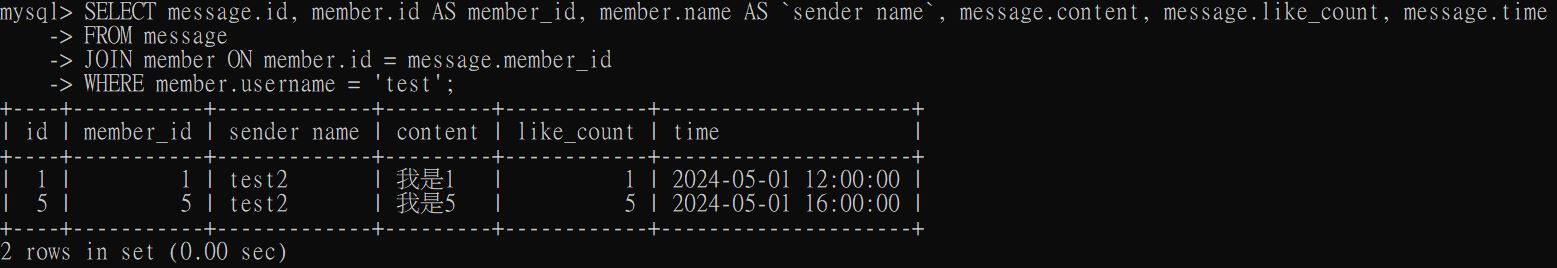 mysql> SELECT message.id, member.id AS member_id, member.name AS `sender name`, message.content, message.like_count, message.time
    -> FROM message
    -> JOIN member ON member.id = message.member_id
    -> WHERE member.username = 'test';
+----+-----------+-------------+---------+------------+---------------------+
| id | member_id | sender name | content | like_count | time                |
+----+-----------+-------------+---------+------------+---------------------+
|  1 |         1 | test2       | 我是1   |          1 | 2024-05-01 12:00:00 |
|  5 |         5 | test2       | 我是5   |          5 | 2024-05-01 16:00:00 |
+----+-----------+-------------+---------+------------+---------------------+
2 rows in set (0.00 sec)